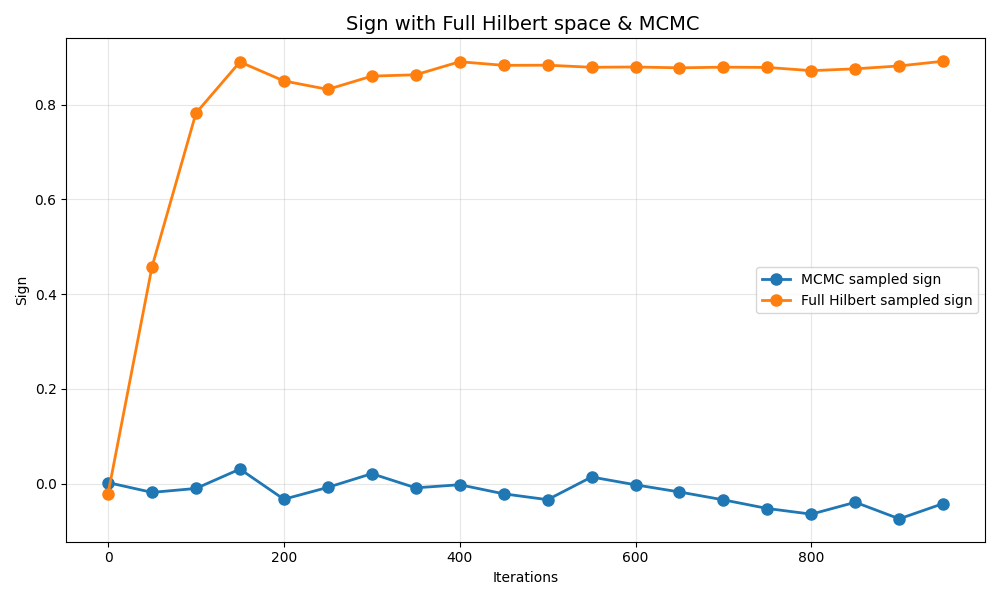 Sign with Full Hilbert space & MCMC
Sign
0.8
0.6
0.4
0.2
0.0
MCMC sampled sign
Full Hilbert sampled sign
0 200 400 600 800
Iterations